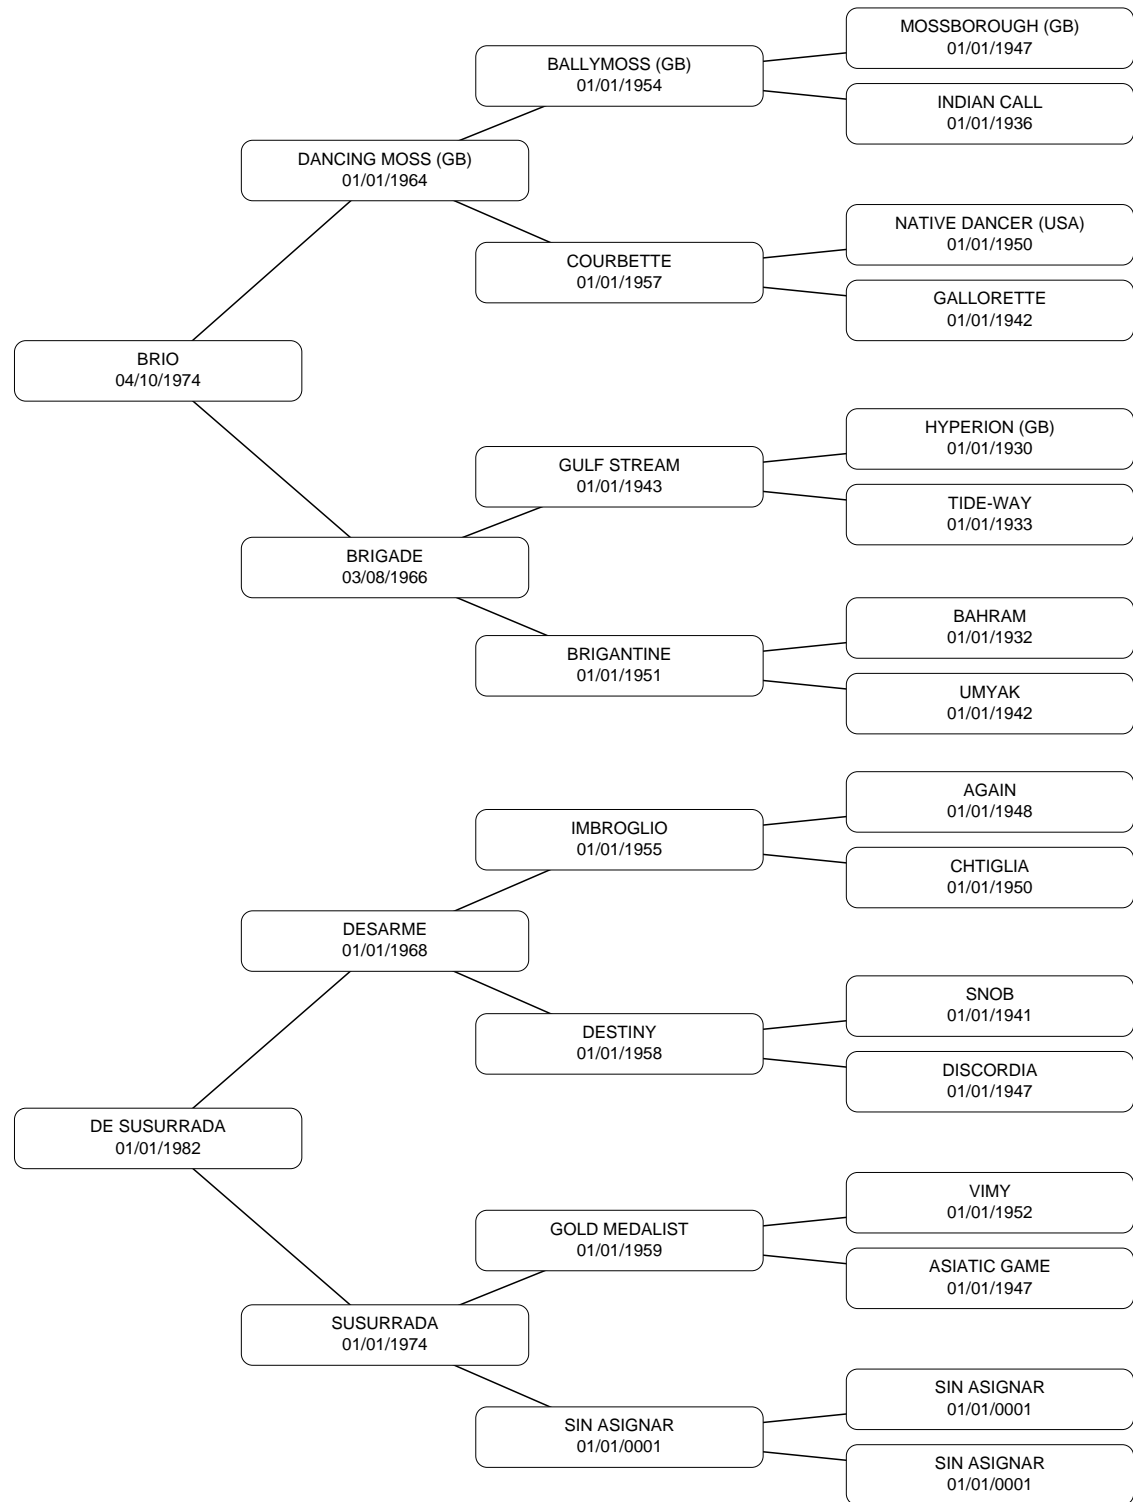 MOSSBOROUGH (GB)
01/01/1947
BALLYMOSS (GB)
01/01/1954
INDIAN CALL
01/01/1936
DANCING MOSS (GB)
01/01/1964
NATIVE DANCER (USA)
01/01/1950
COURBETTE
01/01/1957
GALLORETTE
01/01/1942
BRIO
04/10/1974
HYPERION (GB)
01/01/1930
GULF STREAM
01/01/1943
TIDE-WAY
01/01/1933
BRIGADE
03/08/1966
BAHRAM
01/01/1932
BRIGANTINE
01/01/1951
UMYAK
01/01/1942
AGAIN
01/01/1948
IMBROGLIO
01/01/1955
CHTIGLIA
01/01/1950
DESARME
01/01/1968
SNOB
01/01/1941
DESTINY
01/01/1958
DISCORDIA
01/01/1947
DE SUSURRADA
01/01/1982
VIMY
01/01/1952
GOLD MEDALIST
01/01/1959
ASIATIC GAME
01/01/1947
SUSURRADA
01/01/1974
SIN ASIGNAR
01/01/0001
SIN ASIGNAR
01/01/0001
SIN ASIGNAR
01/01/0001